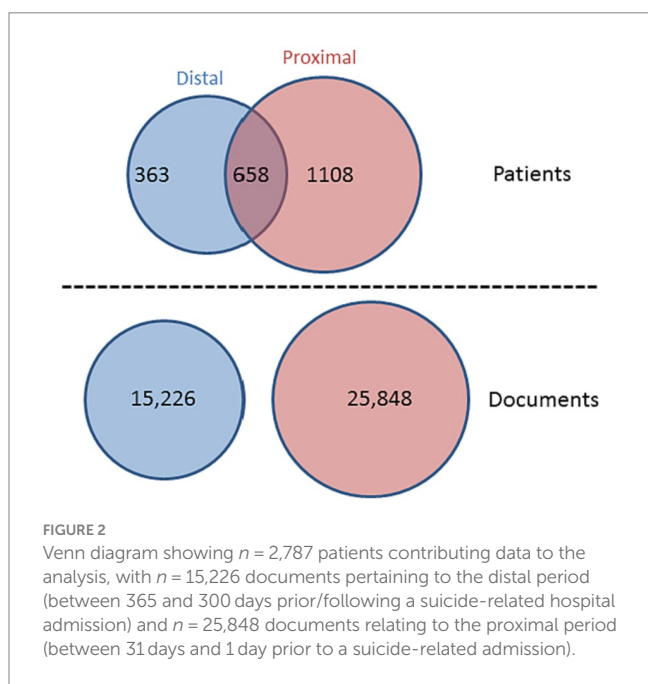 Proximal
Distal
363 658 1108 Patients
15,226 25,848 Documents
FIGURE 2
Venn diagram showing n = 2,787 patients contributing data to the
analysis, with n = 15,226 documents pertaining to the distal period
(between 365 and 300 days prior/following a suicide-related hospital
admission) and n = 25,848 documents relating to the proximal period
(between 31 days and 1 day prior to a suicide-related admission).